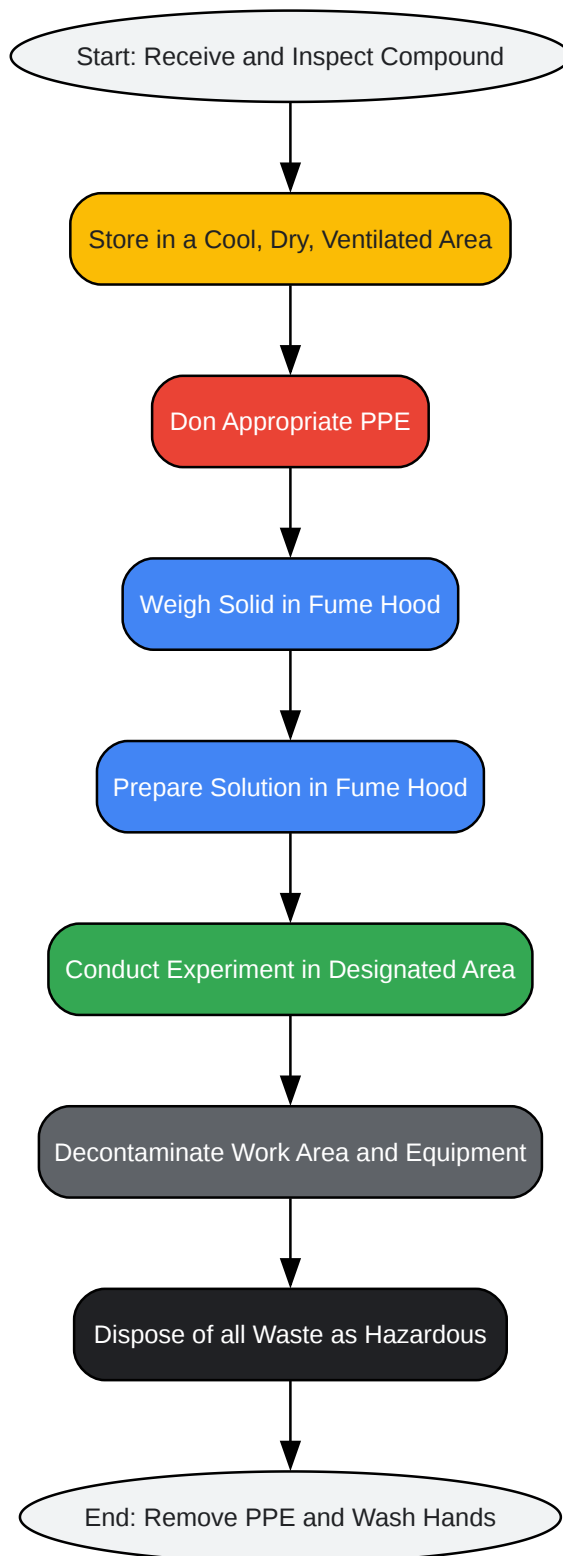 Start: Receive and Inspect Compound
Store in a Cool, Dry, Ventilated Area
Don Appropriate PPE
Weigh Solid in Fume Hood
Prepare Solution in Fume Hood
Conduct Experiment in Designated Area
Decontaminate Work Area and Equipment
Dispose of all Waste as Hazardous
End: Remove PPE and Wash Hands